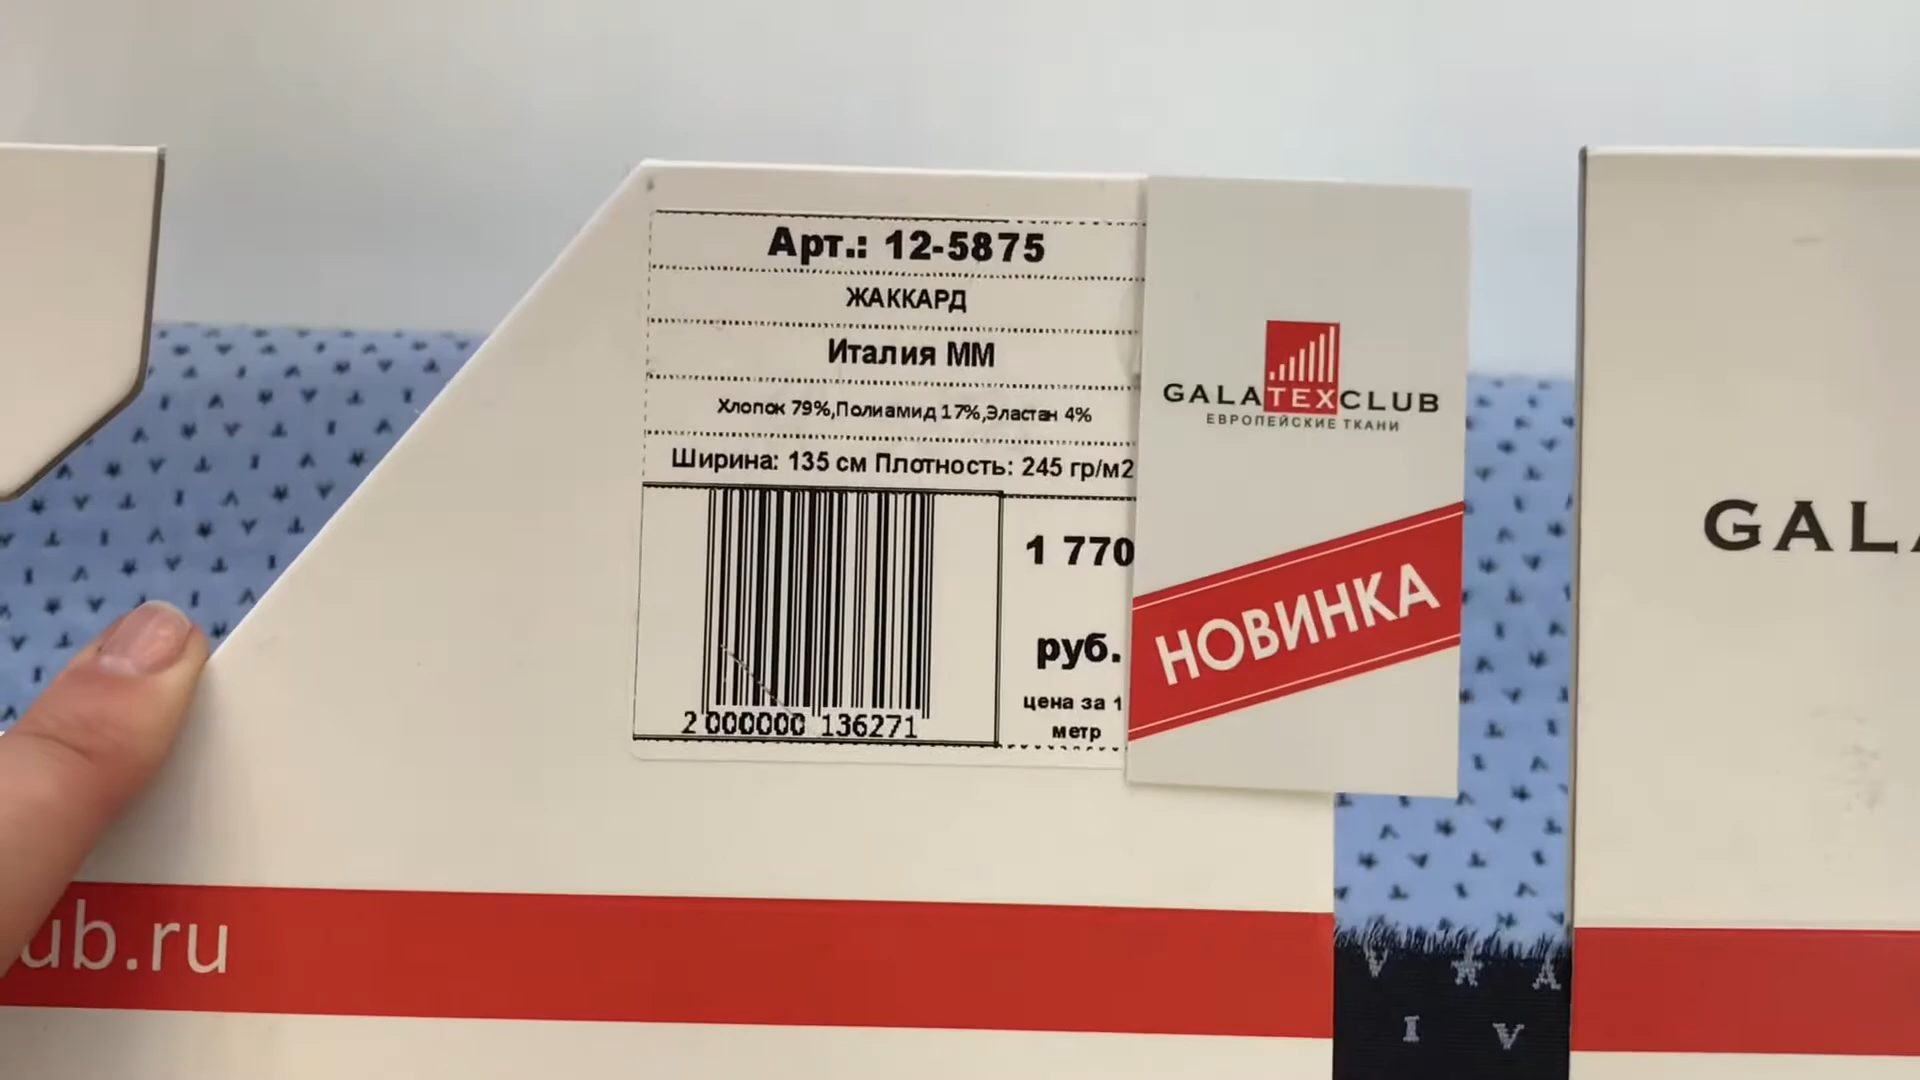 Арт.: 12-5875
ЖАККАРД
Италия ММ
Хлопок 79%,Полиамид 17%,Эластан 4%
Ширина: 135 см Плотность: 245 гр/м2
1 770
руб.
цена за 1
метр
2 000000 136271
GALATEXCLUB
ЕВРОПЕЙСКИЕ ТКАНИ
НОВИНКА
GAL
ub.ru